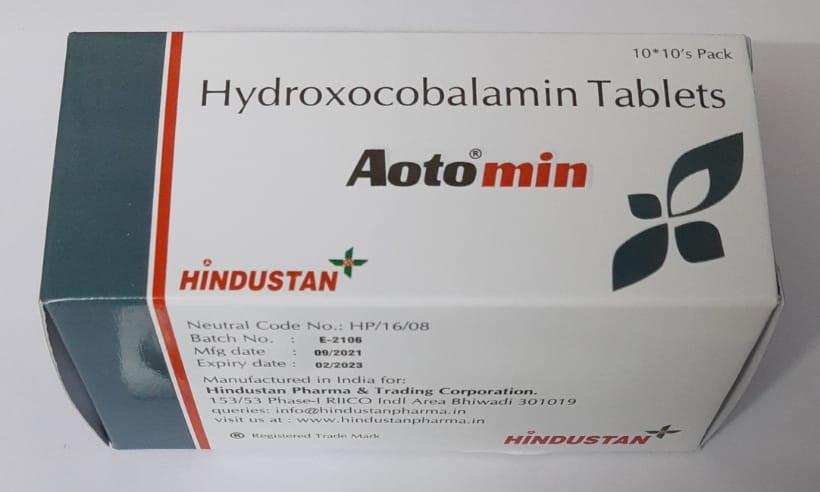 10*10's Pack
Hydroxocobalamin Tablets
Aoto®min
HiNDUSTAN
Neutral Code No.: HP/16/08
Batch No. : E-2106
Mfg date : 09/2021
Expiry date : 02/2023
Manufactured in India for:
Hindustan Pharma & Trading Corporation.
153/53 Phase-I RIICO Indl Area Bhiwadi 301019
queries: info@hindustanpharma.in
visit us at : www.hindustanpharma.in
® Registered Trade Mark
HiNDUSTAN